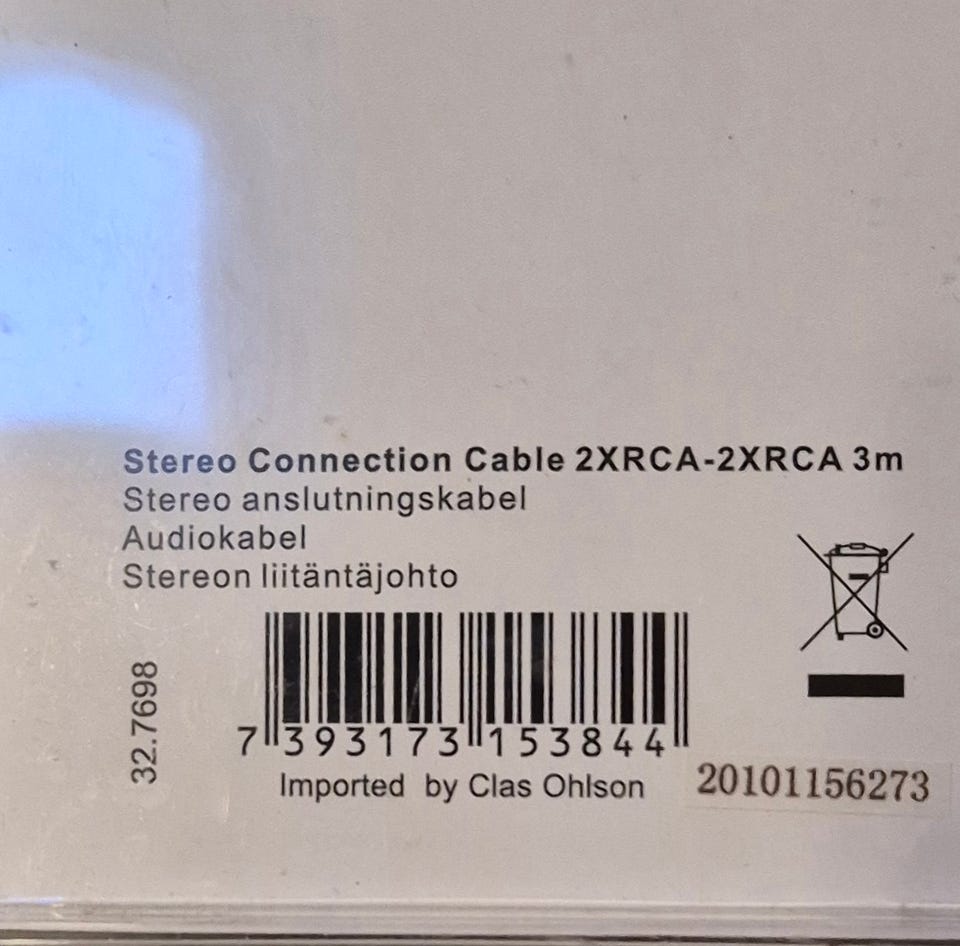 Stereo Connection Cable 2XRCA-2XRCA 3m
Stereo anslutningskabel
Audiokabel
Stereon liitäntäjohto
32.7698
7 393173 153844
Imported by Clas Ohlson
20101156273